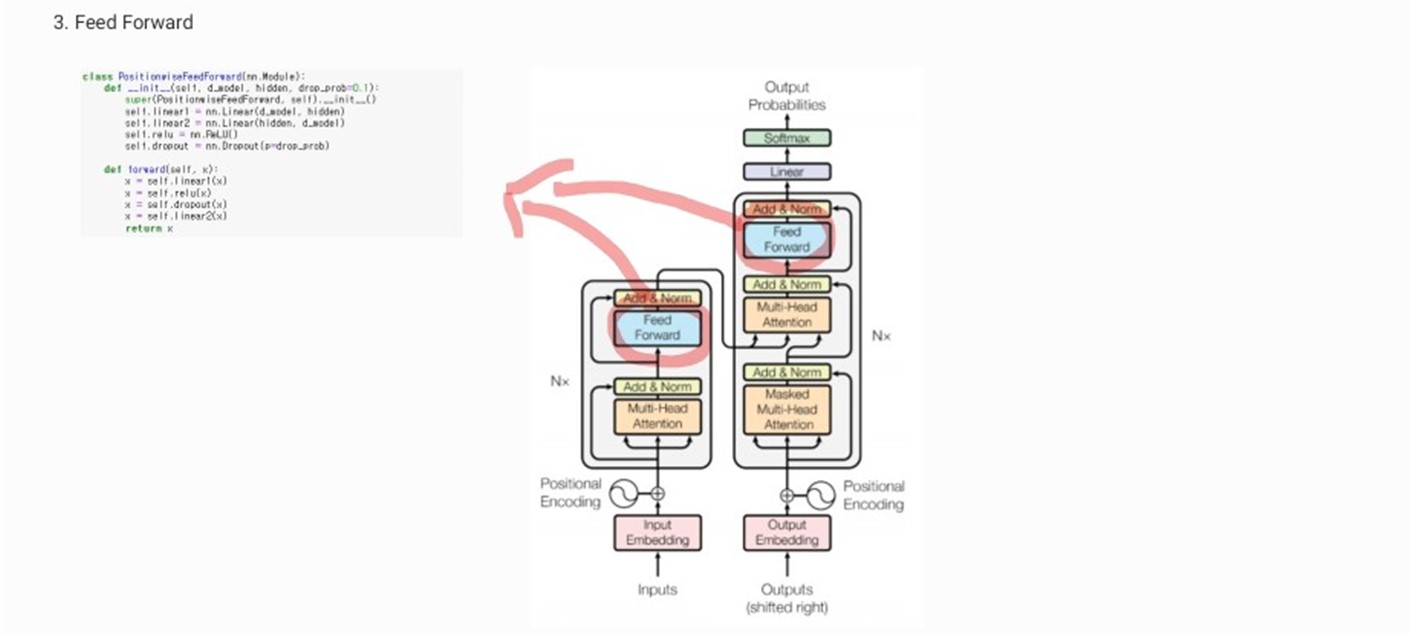 3. Feed Forward
class PositionwiseFeedForward(nn.Module):
def __init__(self, d_model, hidden, drop_prob=0.1):
super(PositionwiseFeedForward, self).__init__()
self.linear1 = nn.Linear(d_model, hidden)
self.linear2 = nn.Linear(hidden, d_model)
self.relu = nn.ReLU()
self.dropout = nn.Dropout(p=drop_prob)
def forward(self, x):
x = self.linear1(x)
x = self.relu(x)
x = self.dropout(x)
x = self.linear2(x)
return x
Output
Probabilities
Softmax
Linear
Add & Norm
Feed
Forward
Add & Norm
Multi-Head
Attention
Nx
Add & Norm
Masked
Multi-Head
Attention
Add & Norm
Feed
Forward
Nx
Add & Norm
Multi-Head
Attention
Positional
Encoding
Positional
Encoding
Input
Embedding
Output
Embedding
Inputs
Outputs
(shifted right)